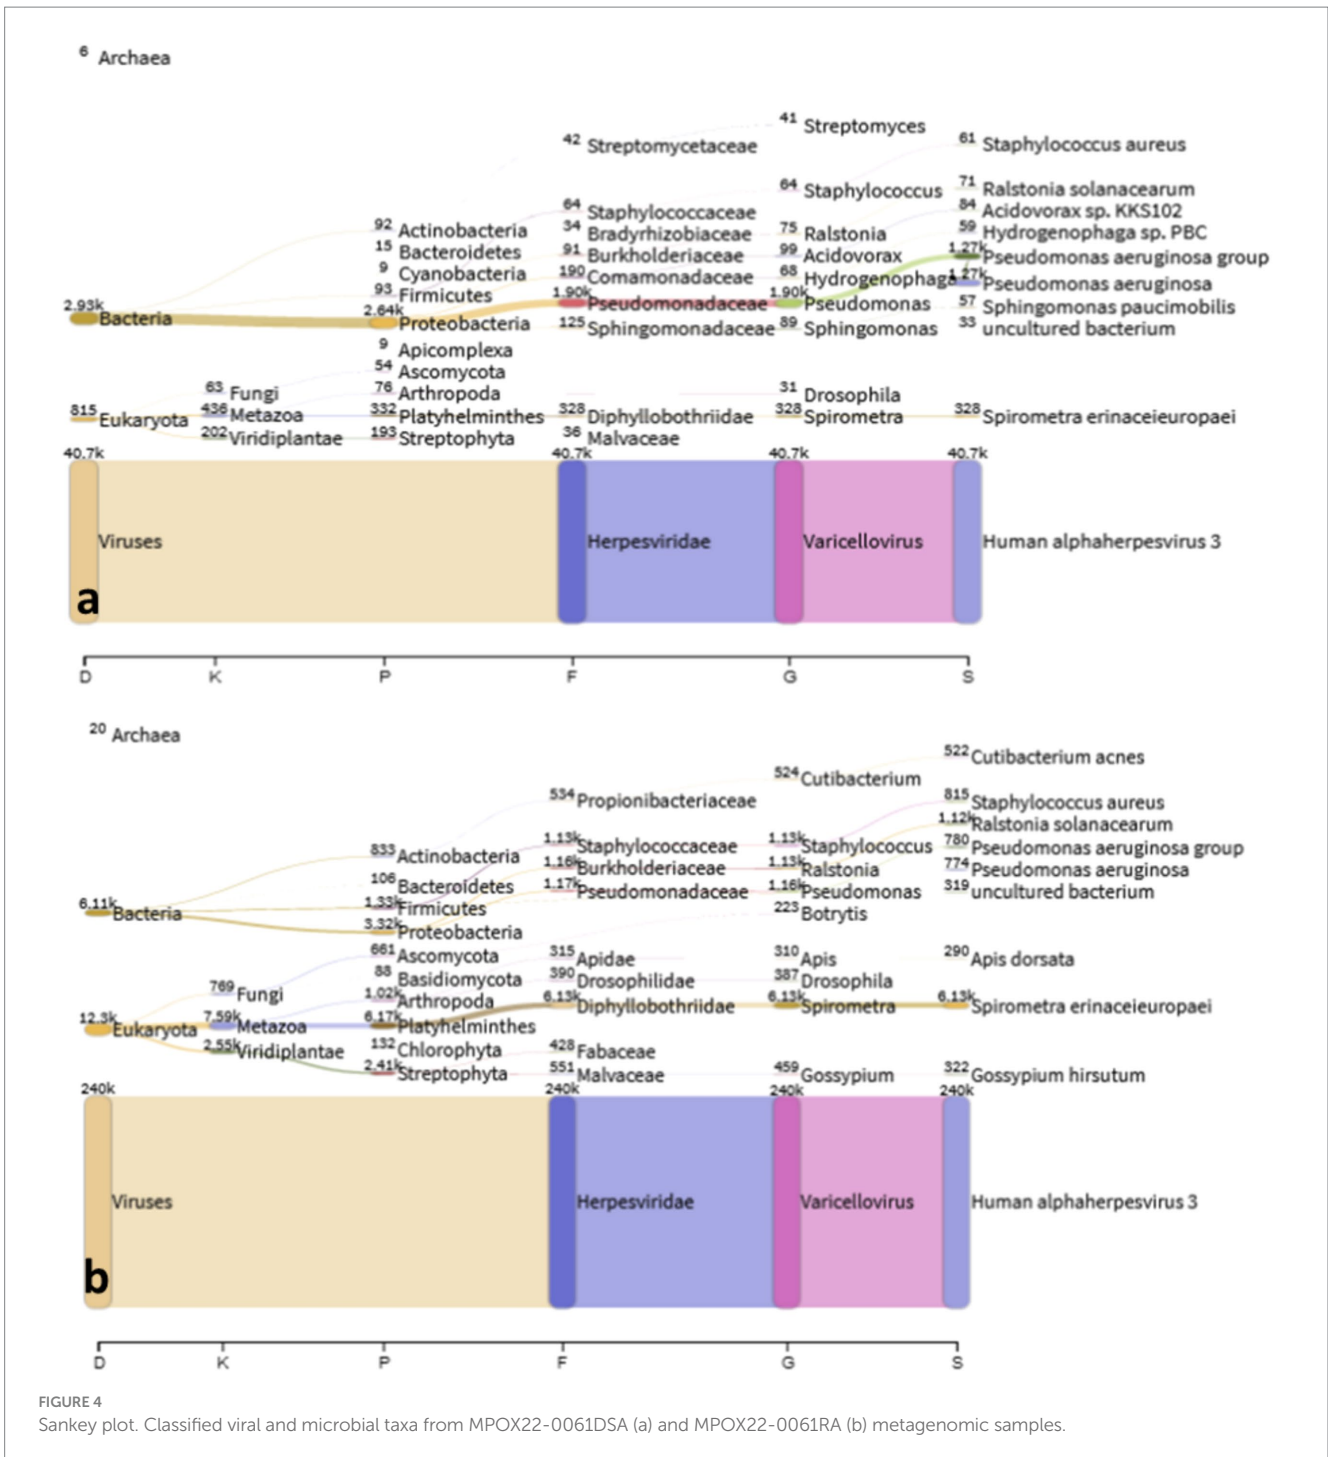 6 Archaea
41 Streptomyces
42 Streptomycetaceae
61 Staphylococcus aureus
64 Staphylococcus
71 Ralstonia solanacearum
64 Staphylococcaceae
84 Acidovorax sp. KKS102
92 Actinobacteria
34 Bradyrhizobiaceae
75 Ralstonia
59 Hydrogenophaga sp. PBC
15 Bacteroidetes
91 Burkholderiaceae
99 Acidovorax
1.27k Pseudomonas aeruginosa group
9 Cyanobacteria
190 Comamonadaceae
68 Hydrogenophaga
1.27k Pseudomonas aeruginosa
93 Firmicutes
1.90k Pseudomonadaceae
1.90k Pseudomonas
57 Sphingomonas paucimobilis
2.93k Bacteria
2.64k Proteobacteria
125 Sphingomonadaceae
89 Sphingomonas
33 uncultured bacterium
9 Apicomplexa
54 Ascomycota
63 Fungi
76 Arthropoda
31 Drosophila
815 Eukaryota
436 Metazoa
332 Platyhelminthes
328 Diphyllobothriidae
328 Spirometra
328 Spirometra erinaceieuropaei
202 Viridiplantae
193 Streptophyta
36 Malvaceae
40.7k Viruses
40.7k Herpesviridae
40.7k Varicellovirus
40.7k Human alphaherpesvirus 3
a
D K P F G S
20 Archaea
522 Cutibacterium acnes
524 Cutibacterium
534 Propionibacteriaceae
815 Staphylococcus aureus
1.12k Ralstonia solanacearum
833 Actinobacteria
1.13k Staphylococcaceae
1.13k Staphylococcus
780 Pseudomonas aeruginosa group
106 Bacteroidetes
1.16k Burkholderiaceae
1.13k Ralstonia
774 Pseudomonas aeruginosa
6.11k Bacteria
1.33k Firmicutes
1.17k Pseudomonadaceae
1.16k Pseudomonas
319 uncultured bacterium
3.32k Proteobacteria
223 Botrytis
661 Ascomycota
315 Apidae
310 Apis
290 Apis dorsata
769 Fungi
88 Basidiomycota
390 Drosophilidae
387 Drosophila
1.02k Arthropoda
6.13k Diphyllobothriidae
6.13k Spirometra
6.13k Spirometra erinaceieuropaei
12.3k Eukaryota
7.59k Metazoa
6.17k Platyhelminthes
2.55k Viridiplantae
132 Chlorophyta
428 Fabaceae
2.41k Streptophyta
551 Malvaceae
459 Gossypium
322 Gossypium hirsutum
240k Viruses
240k Herpesviridae
240k Varicellovirus
240k Human alphaherpesvirus 3
b
D K P F G S
FIGURE 4
Sankey plot. Classified viral and microbial taxa from MPOX22-0061DSA (a) and MPOX22-0061RA (b) metagenomic samples.